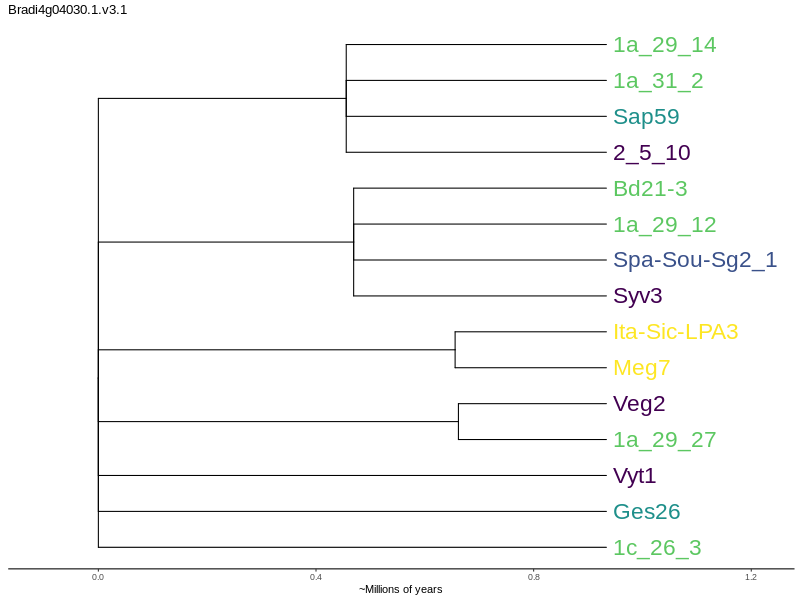 Bradi4g04030.1.v3.1
1a_29_14
1a_31_2
Sap59
2_5_10
Bd21-3
1a_29_12
Spa-Sou-Sg2_1
Syv3
Ita-Sic-LPA3
Meg7
Veg2
1a_29_27
Vyt1
Ges26
1c_26_3
0.0 0.4 0.8 1.2
~Millions of years